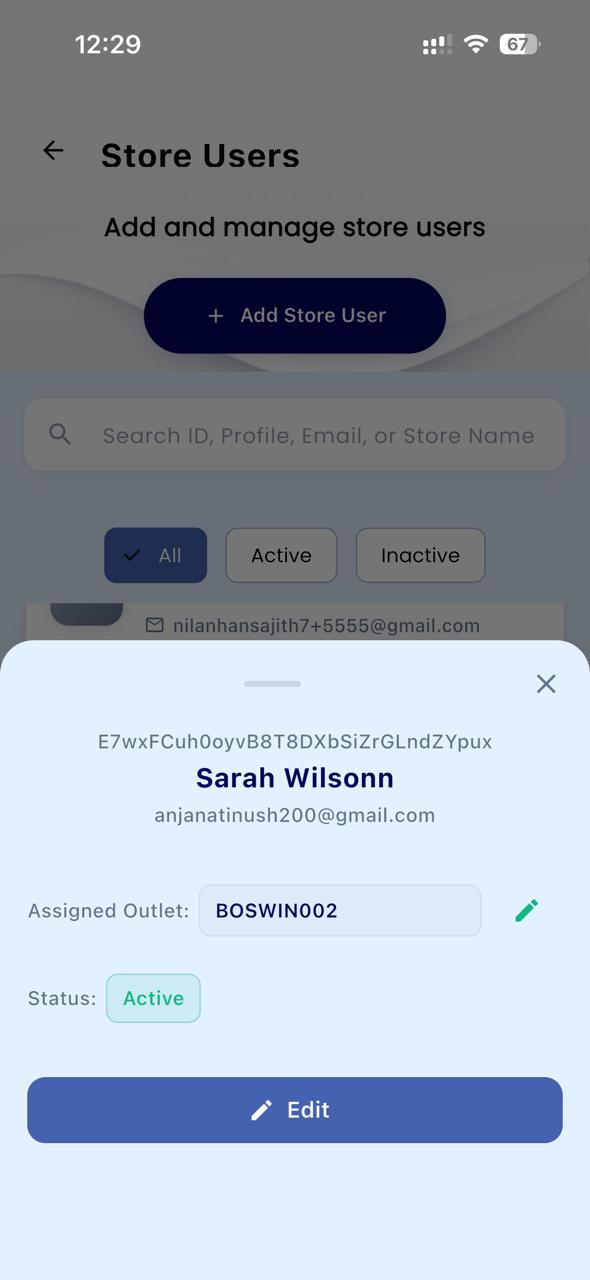 12:29
67
Store Users
Add and manage store users
+ Add Store User
Search ID, Profile, Email, or Store Name
All
Active
Inactive
nilanhansajith7+5555@gmail.com
E7wxFCuh0oyvB8T8DXbSiZrGLndZYpux
Sarah Wilsonn
anjanatinush200@gmail.com
Assigned Outlet: BOSWIN002
Status: Active
Edit